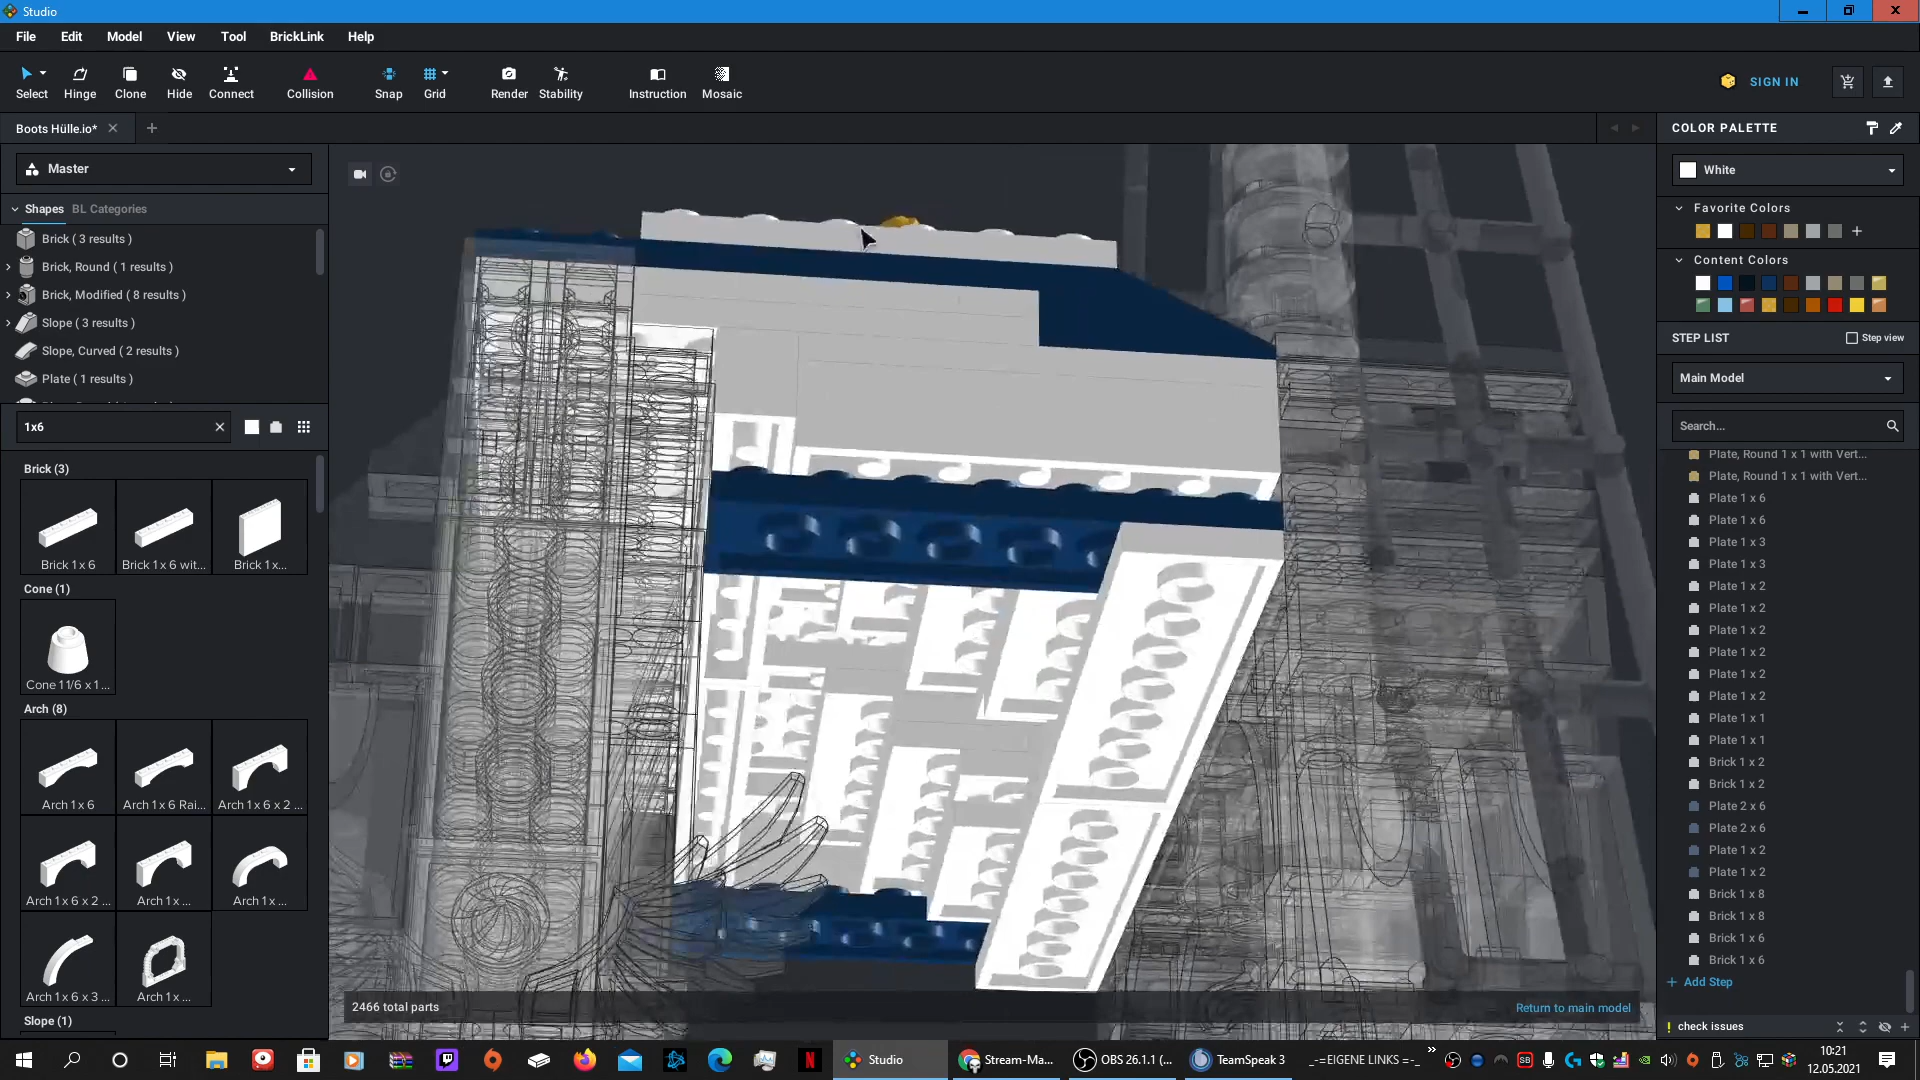 Studio
File Edit Model View Tool BrickLink Help
Select Hinge Clone Hide Connect Collision Snap Grid Render Stability Instruction Mosaic
SIGN IN
Boots Hülle.io*
Master
Shapes BL Categories
Brick ( 3 results )
Brick, Round ( 1 results )
Brick, Modified ( 8 results )
Slope ( 3 results )
Slope, Curved ( 2 results )
Plate ( 1 results )
1x6
Brick (3)
Brick 1 x 6 Brick 1 x 6 wit... Brick 1 x...
Cone (1)
Cone 1 1/6 x 1 ...
Arch (8)
Arch 1 x 6 Arch 1 x 6 Rai... Arch 1 x 6 x 2 ...
Arch 1 x 6 x 2 ... Arch 1 x ... Arch 1 x ...
Arch 1 x 6 x 3 ... Arch 1 x ...
Slope (1)
2466 total parts
Return to main model
COLOR PALETTE
White
Favorite Colors
Content Colors
STEP LIST
Step view
Main Model
Search...
Plate, Round 1 x 1 with Vert...
Plate, Round 1 x 1 with Vert...
Plate 1 x 6
Plate 1 x 6
Plate 1 x 3
Plate 1 x 3
Plate 1 x 2
Plate 1 x 2
Plate 1 x 2
Plate 1 x 2
Plate 1 x 2
Plate 1 x 2
Plate 1 x 1
Plate 1 x 1
Brick 1 x 2
Brick 1 x 2
Plate 2 x 6
Plate 2 x 6
Plate 1 x 2
Plate 1 x 2
Brick 1 x 8
Brick 1 x 8
Brick 1 x 6
Brick 1 x 6
Add Step
check issues
Studio
Stream-Ma...
OBS 26.1.1 (...
TeamSpeak 3
_-=EIGENE LINKS =-_
10:21
12.05.2021